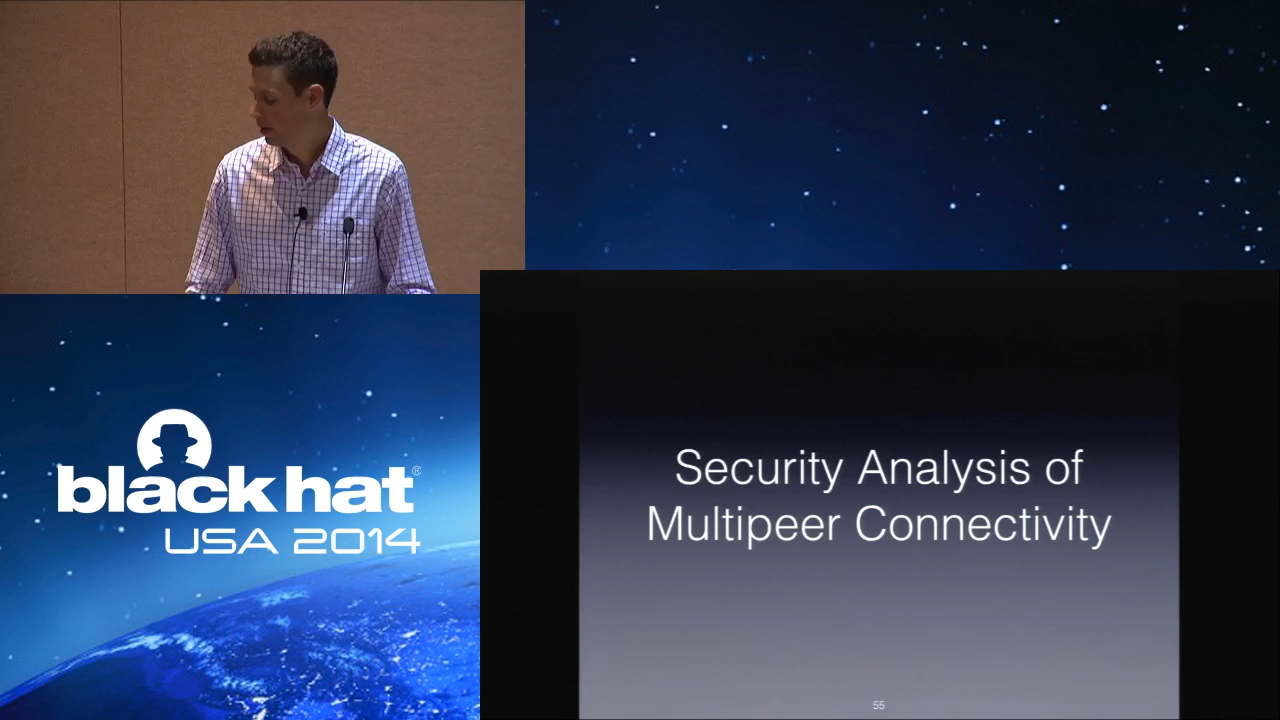 black hat®
USA 2014
Security Analysis of
Multipeer Connectivity
55